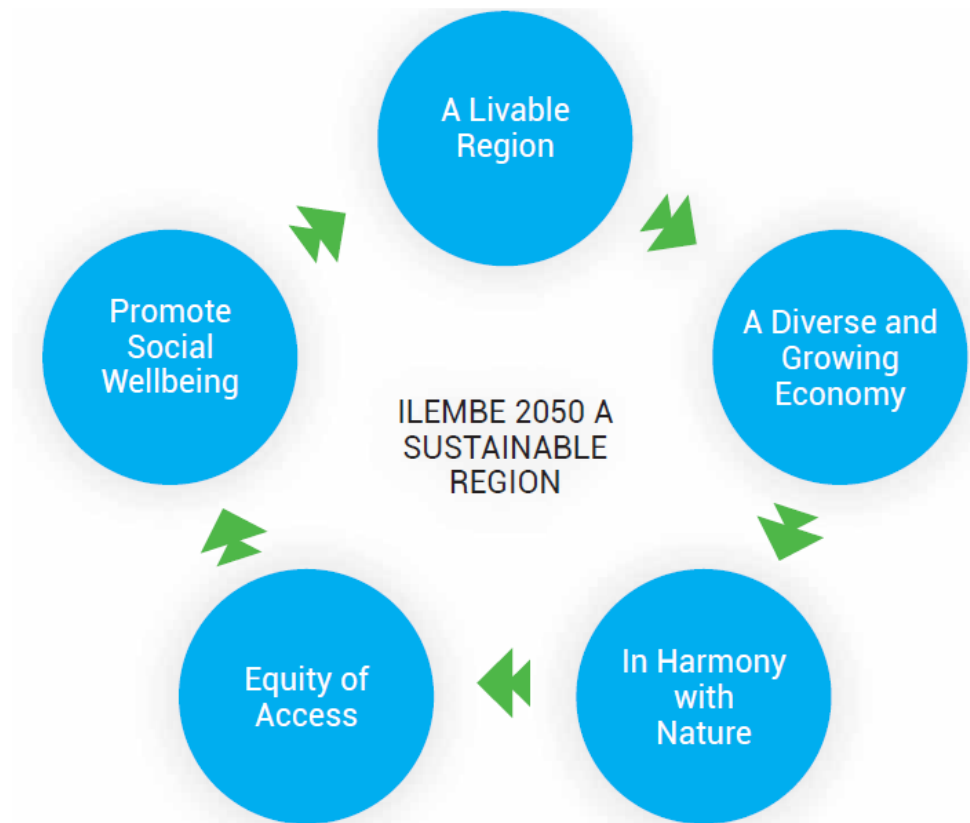 A Livable
Region
A Diverse and
Growing
Economy
In Harmony
with
Nature
Equity of
Access
Promote
Social
Wellbeing
ILEMBE 2050 A
SUSTAINABLE
REGION